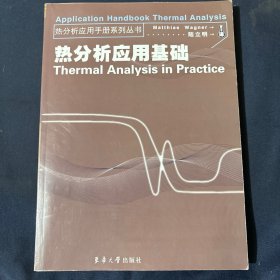 Application Handbook Thermal Analysis
热分析应用手册系列丛书
Matthias Wagner
陆立明 译
热分析应用基础
Thermal Analysis in Practice
东华大学出版社